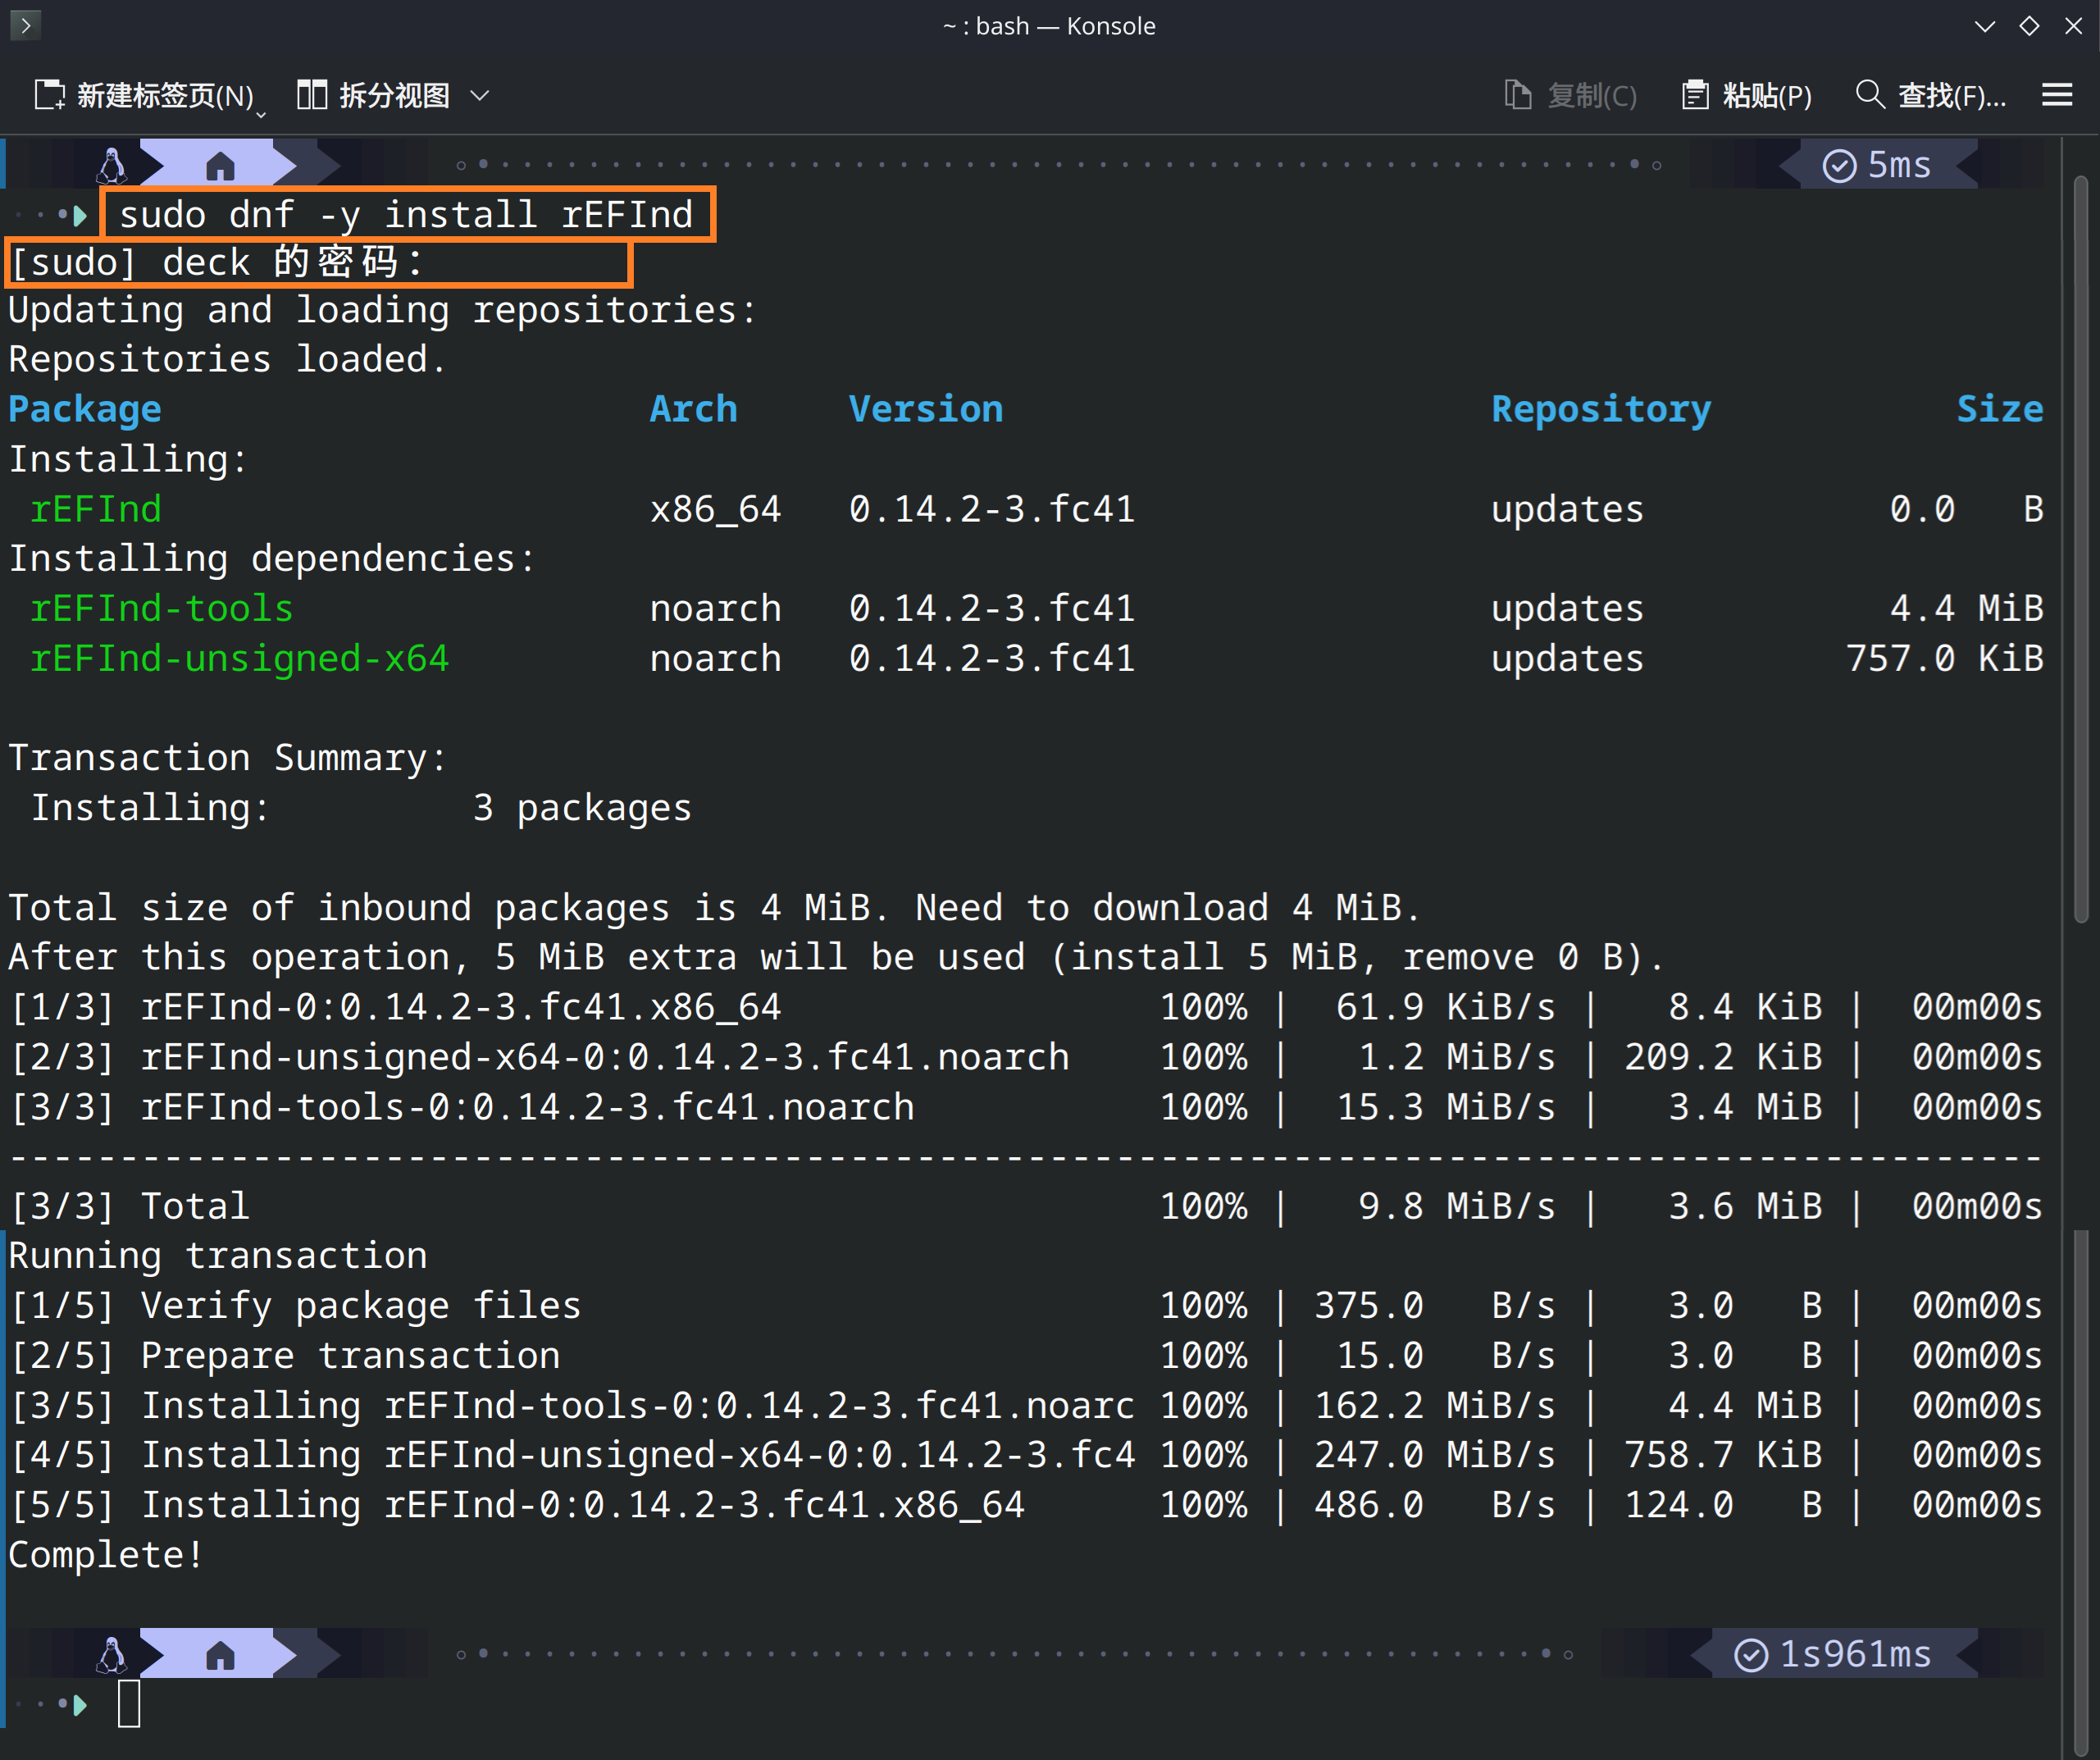 ~ : bash — Konsole
新建标签页(N) 拆分视图 复制(C) 粘贴(P) 查找(F)...
5ms
sudo dnf -y install rEFInd
[sudo] deck 的密码：
Updating and loading repositories:
Repositories loaded.
Package Arch Version Repository Size
Installing:
rEFInd x86_64 0.14.2-3.fc41 updates 0.0 B
Installing dependencies:
rEFInd-tools noarch 0.14.2-3.fc41 updates 4.4 MiB
rEFInd-unsigned-x64 noarch 0.14.2-3.fc41 updates 757.0 KiB
Transaction Summary:
Installing: 3 packages
Total size of inbound packages is 4 MiB. Need to download 4 MiB.
After this operation, 5 MiB extra will be used (install 5 MiB, remove 0 B).
[1/3] rEFInd-0:0.14.2-3.fc41.x86_64 100% | 61.9 KiB/s | 8.4 KiB | 00m00s
[2/3] rEFInd-unsigned-x64-0:0.14.2-3.fc41.noarch 100% | 1.2 MiB/s | 209.2 KiB | 00m00s
[3/3] rEFInd-tools-0:0.14.2-3.fc41.noarch 100% | 15.3 MiB/s | 3.4 MiB | 00m00s
--------------------------------------------------------------------------------------------
[3/3] Total 100% | 9.8 MiB/s | 3.6 MiB | 00m00s
Running transaction
[1/5] Verify package files 100% | 375.0 B/s | 3.0 B | 00m00s
[2/5] Prepare transaction 100% | 15.0 B/s | 3.0 B | 00m00s
[3/5] Installing rEFInd-tools-0:0.14.2-3.fc41.noarc 100% | 162.2 MiB/s | 4.4 MiB | 00m00s
[4/5] Installing rEFInd-unsigned-x64-0:0.14.2-3.fc4 100% | 247.0 MiB/s | 758.7 KiB | 00m00s
[5/5] Installing rEFInd-0:0.14.2-3.fc41.x86_64 100% | 486.0 B/s | 124.0 B | 00m00s
Complete!
1s961ms